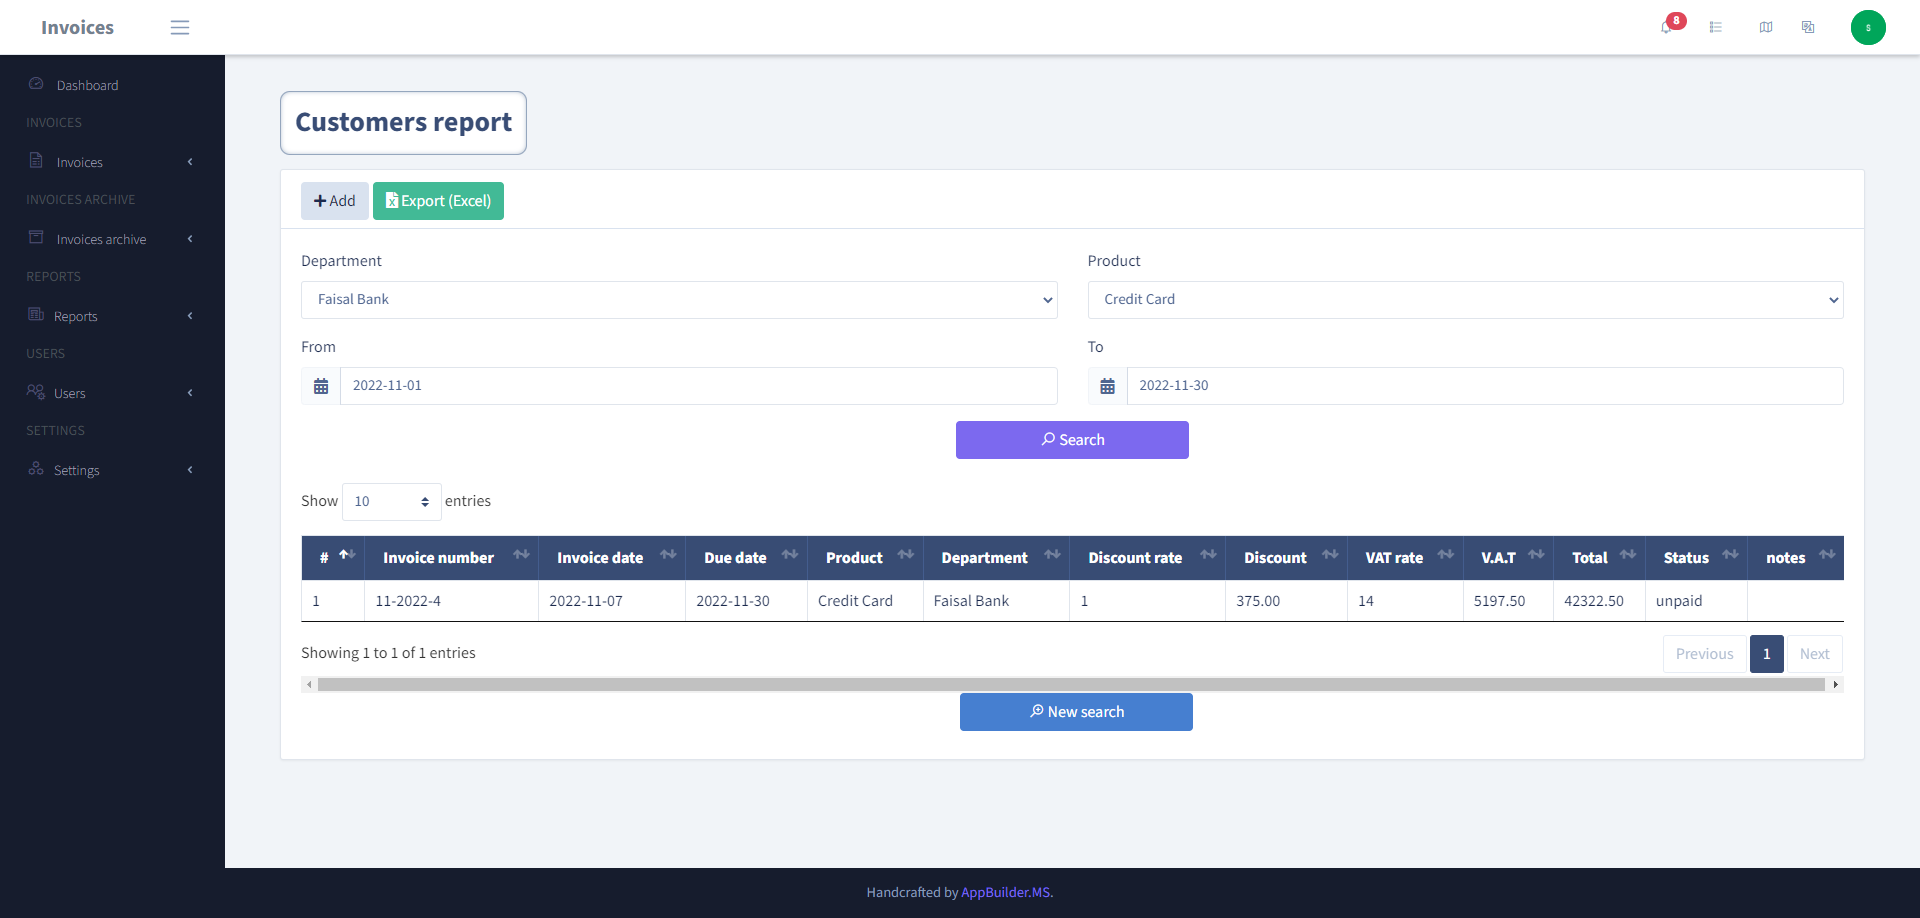 Invoices
8
S
Dashboard
INVOICES
Invoices
INVOICES ARCHIVE
Invoices archive
REPORTS
Reports
USERS
Users
SETTINGS
Settings
Customers report
Add Export (Excel)
Department Product
Faisal Bank Credit Card
From To
2022-11-01 2022-11-30
Search
Show 10 entries
# Invoice number Invoice date Due date Product Department Discount rate Discount VAT rate V.A.T Total Status notes
1 11-2022-4 2022-11-07 2022-11-30 Credit Card Faisal Bank 1 375.00 14 5197.50 42322.50 unpaid
Showing 1 to 1 of 1 entries Previous 1 Next
New search
Handcrafted by AppBuilder.MS.